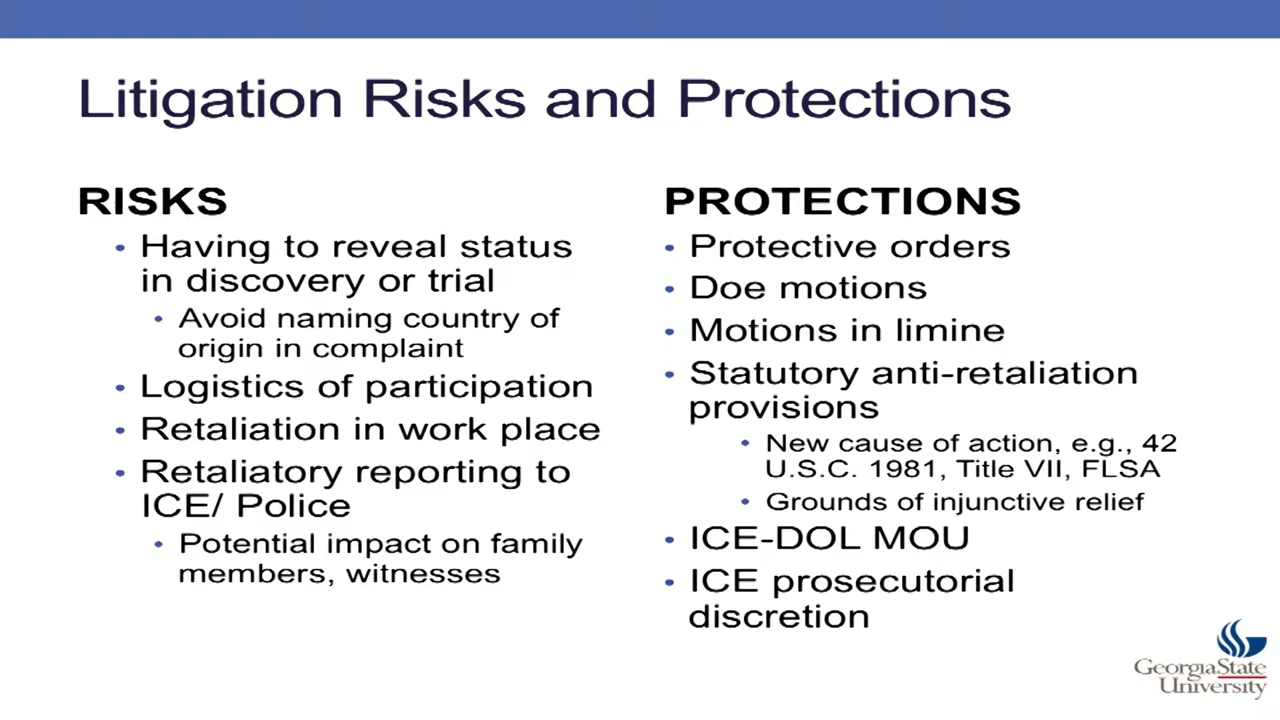 Litigation Risks and Protections
RISKS
• Having to reveal status
in discovery or trial
• Avoid naming country of
origin in complaint
• Logistics of participation
• Retaliation in work place
• Retaliatory reporting to
ICE/ Police
• Potential impact on family
members, witnesses
PROTECTIONS
• Protective orders
• Doe motions
• Motions in limine
• Statutory anti-retaliation
provisions
• New cause of action, e.g., 42
U.S.C. 1981, Title VII, FLSA
• Grounds of injunctive relief
• ICE-DOL MOU
• ICE prosecutorial
discretion
GeorgiaState
University